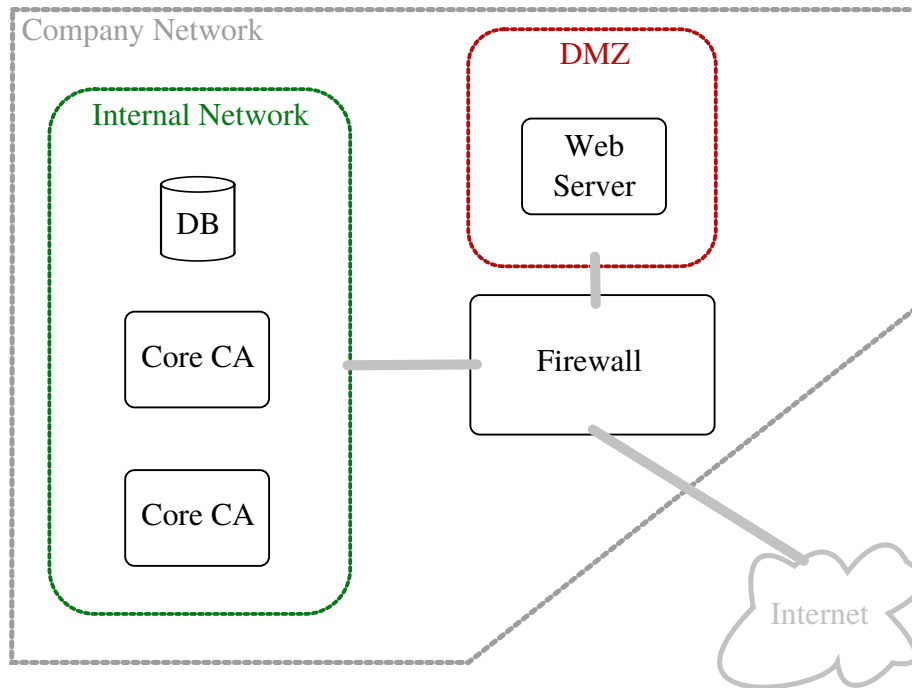 Company Network
DMZ
Internal Network
Web
Server
DB
Core CA
Firewall
Core CA
Internet